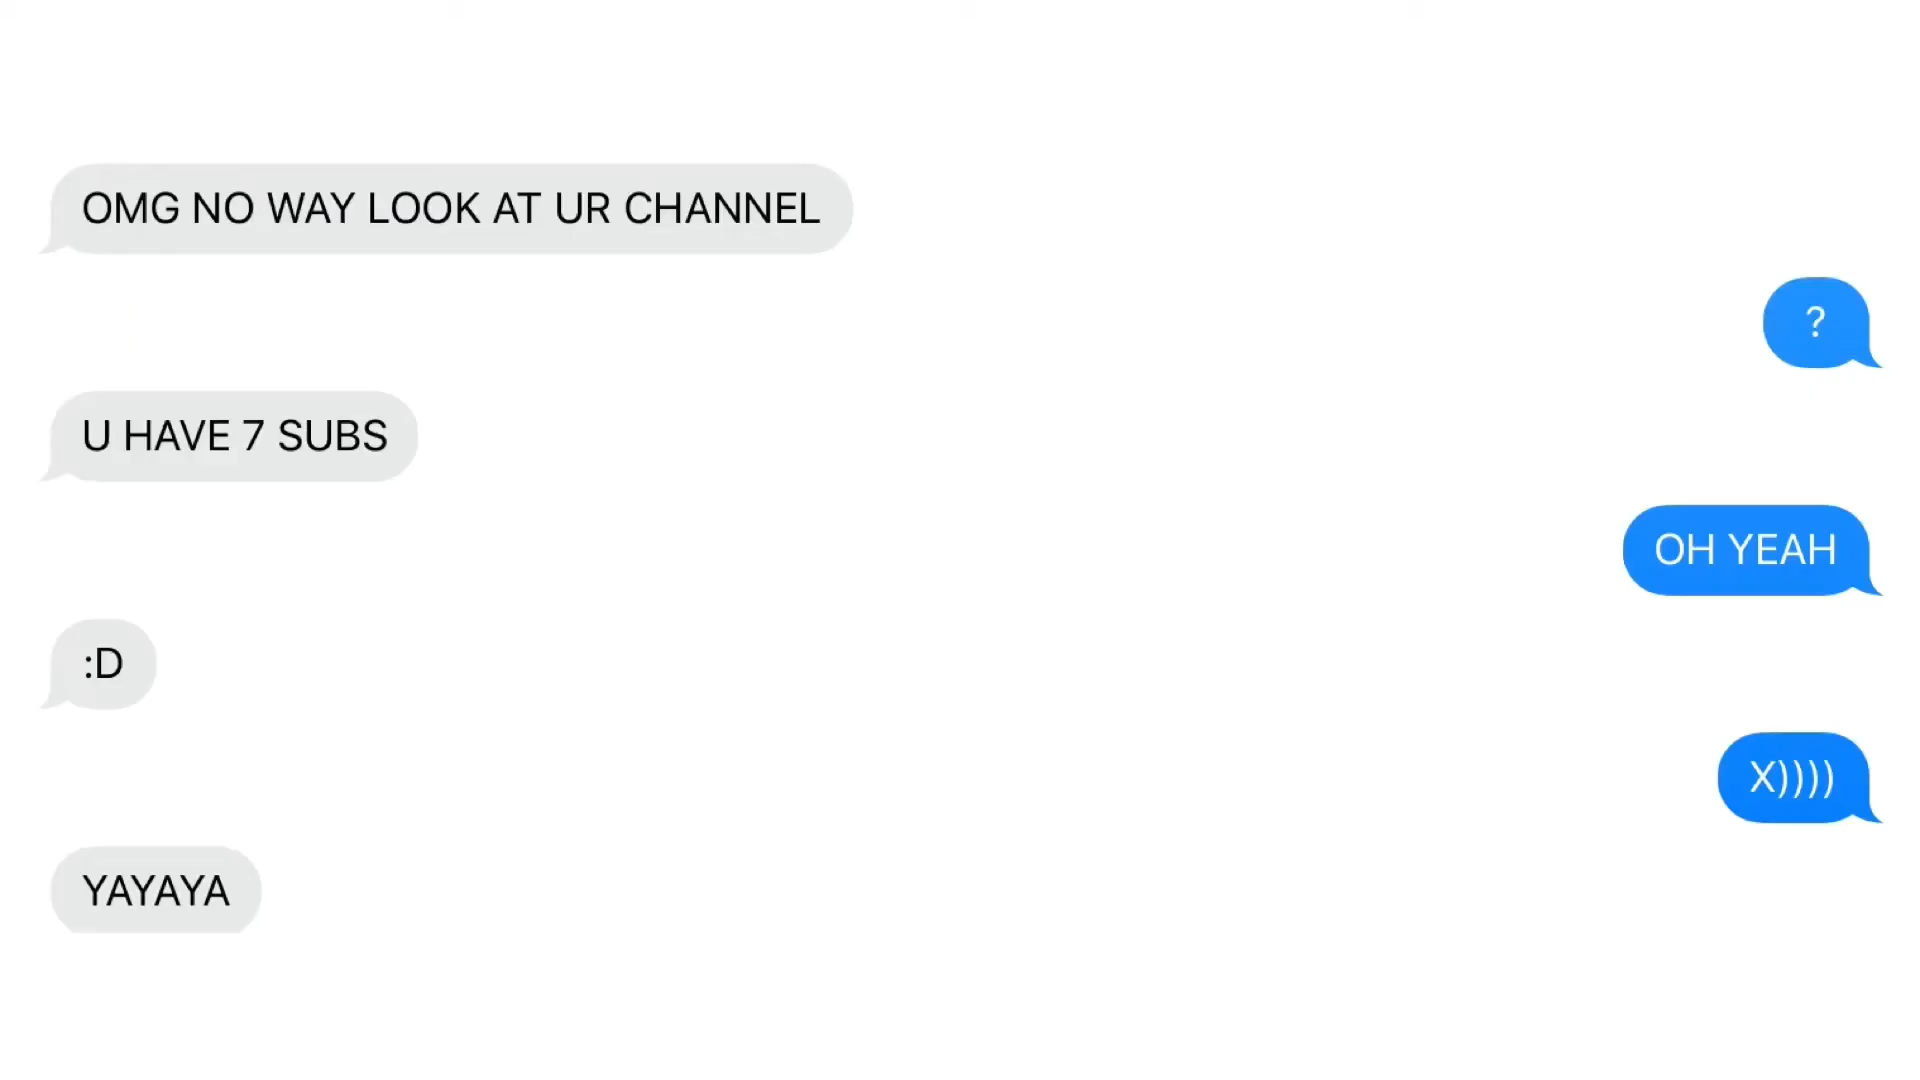 OMG NO WAY LOOK AT UR CHANNEL
?
U HAVE 7 SUBS
OH YEAH
:D
X))))
YAYAYA